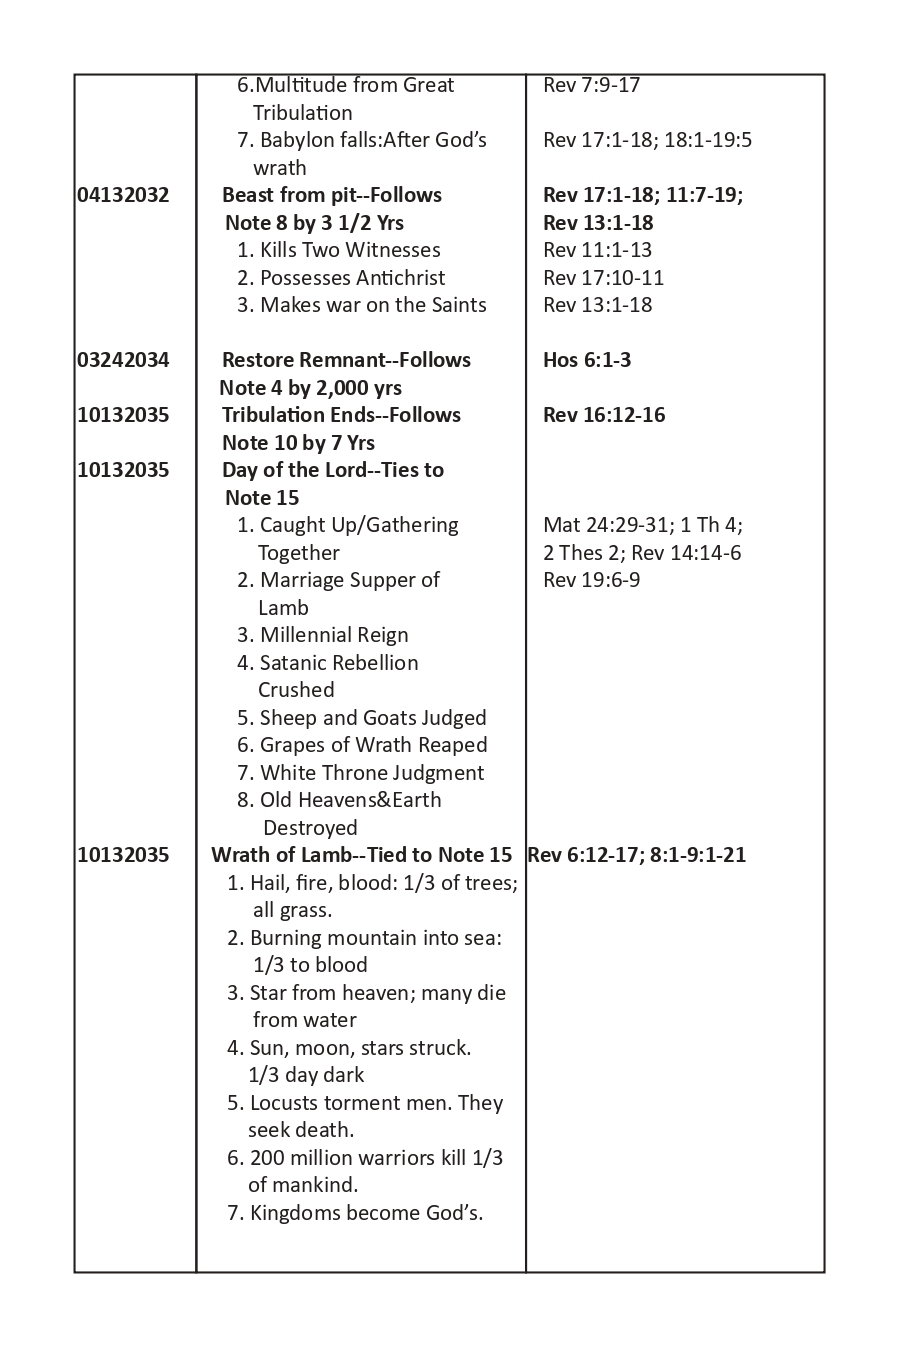 6.Multitude from Great Rev 7:9-17
Tribulation
7. Babylon falls:After God’s Rev 17:1-18; 18:1-19:5
wrath
04132032 Beast from pit--Follows Rev 17:1-18; 11:7-19;
Note 8 by 3 1/2 Yrs Rev 13:1-18
1. Kills Two Witnesses Rev 11:1-13
2. Possesses Antichrist Rev 17:10-11
3. Makes war on the Saints Rev 13:1-18
03242034 Restore Remnant--Follows Hos 6:1-3
Note 4 by 2,000 yrs
10132035 Tribulation Ends--Follows Rev 16:12-16
Note 10 by 7 Yrs
10132035 Day of the Lord--Ties to
Note 15
1. Caught Up/Gathering Mat 24:29-31; 1 Th 4;
Together 2 Thes 2; Rev 14:14-6
2. Marriage Supper of Rev 19:6-9
Lamb
3. Millennial Reign
4. Satanic Rebellion
Crushed
5. Sheep and Goats Judged
6. Grapes of Wrath Reaped
7. White Throne Judgment
8. Old Heavens&Earth
Destroyed
10132035 Wrath of Lamb--Tied to Note 15 Rev 6:12-17; 8:1-9:1-21
1. Hail, fire, blood: 1/3 of trees;
all grass.
2. Burning mountain into sea:
1/3 to blood
3. Star from heaven; many die
from water
4. Sun, moon, stars struck.
1/3 day dark
5. Locusts torment men. They
seek death.
6. 200 million warriors kill 1/3
of mankind.
7. Kingdoms become God’s.